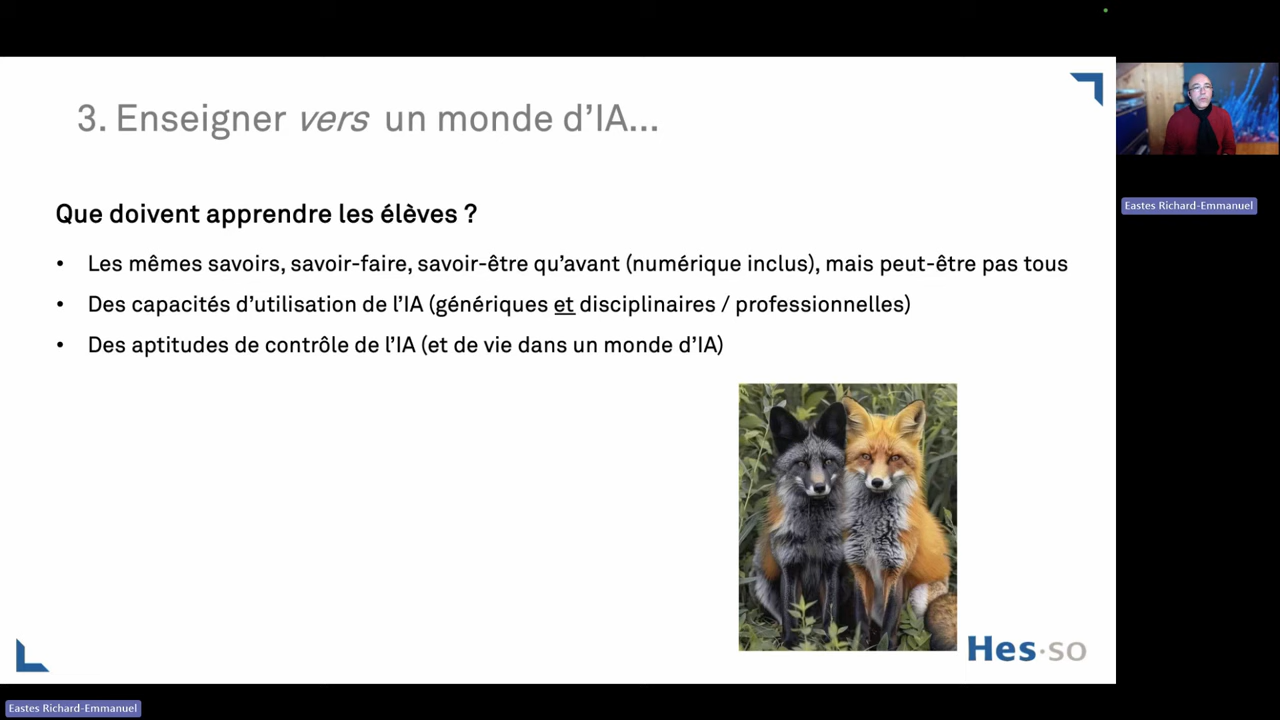 3. Enseigner vers un monde d’IA...
Que doivent apprendre les élèves ?
• Les mêmes savoirs, savoir-faire, savoir-être qu’avant (numérique inclus), mais peut-être pas tous
• Des capacités d’utilisation de l’IA (génériques et disciplinaires / professionnelles)
• Des aptitudes de contrôle de l’IA (et de vie dans un monde d’IA)
Hes·so
Eastes Richard-Emmanuel
Eastes Richard-Emmanuel